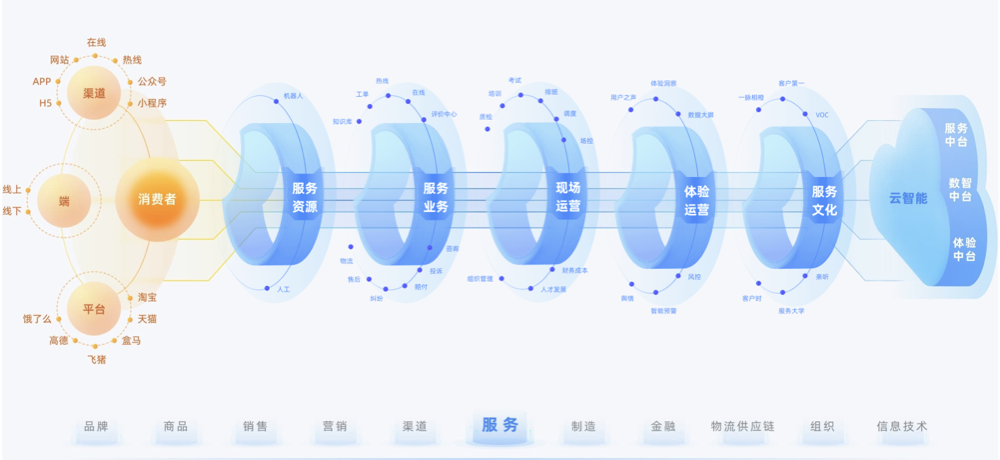 在线
网站
热线
APP
公众号
渠道
H5
小程序
线上
端
线下
消费者
平台
淘宝
饿了么
天猫
高德
盒马
飞猪
机器人
服务
资源
人工
热线
工单
在线
知识库
评价中心
服务
业务
咨询
物流
投诉
售后
赔付
纠纷
考试
培训
排班
质检
调度
现场
运营
组织管理
财务成本
人才发展
体验洞察
用户之声
数据大屏
体验
运营
风控
舆情
智能预警
客户第一
一脉相橙
VOC
服务
文化
亲听
客户时
服务大学
云智能
服务
中台
数智
中台
体验
中台
品牌
商品
销售
营销
渠道
服务
制造
金融
物流供应链
组织
信息技术